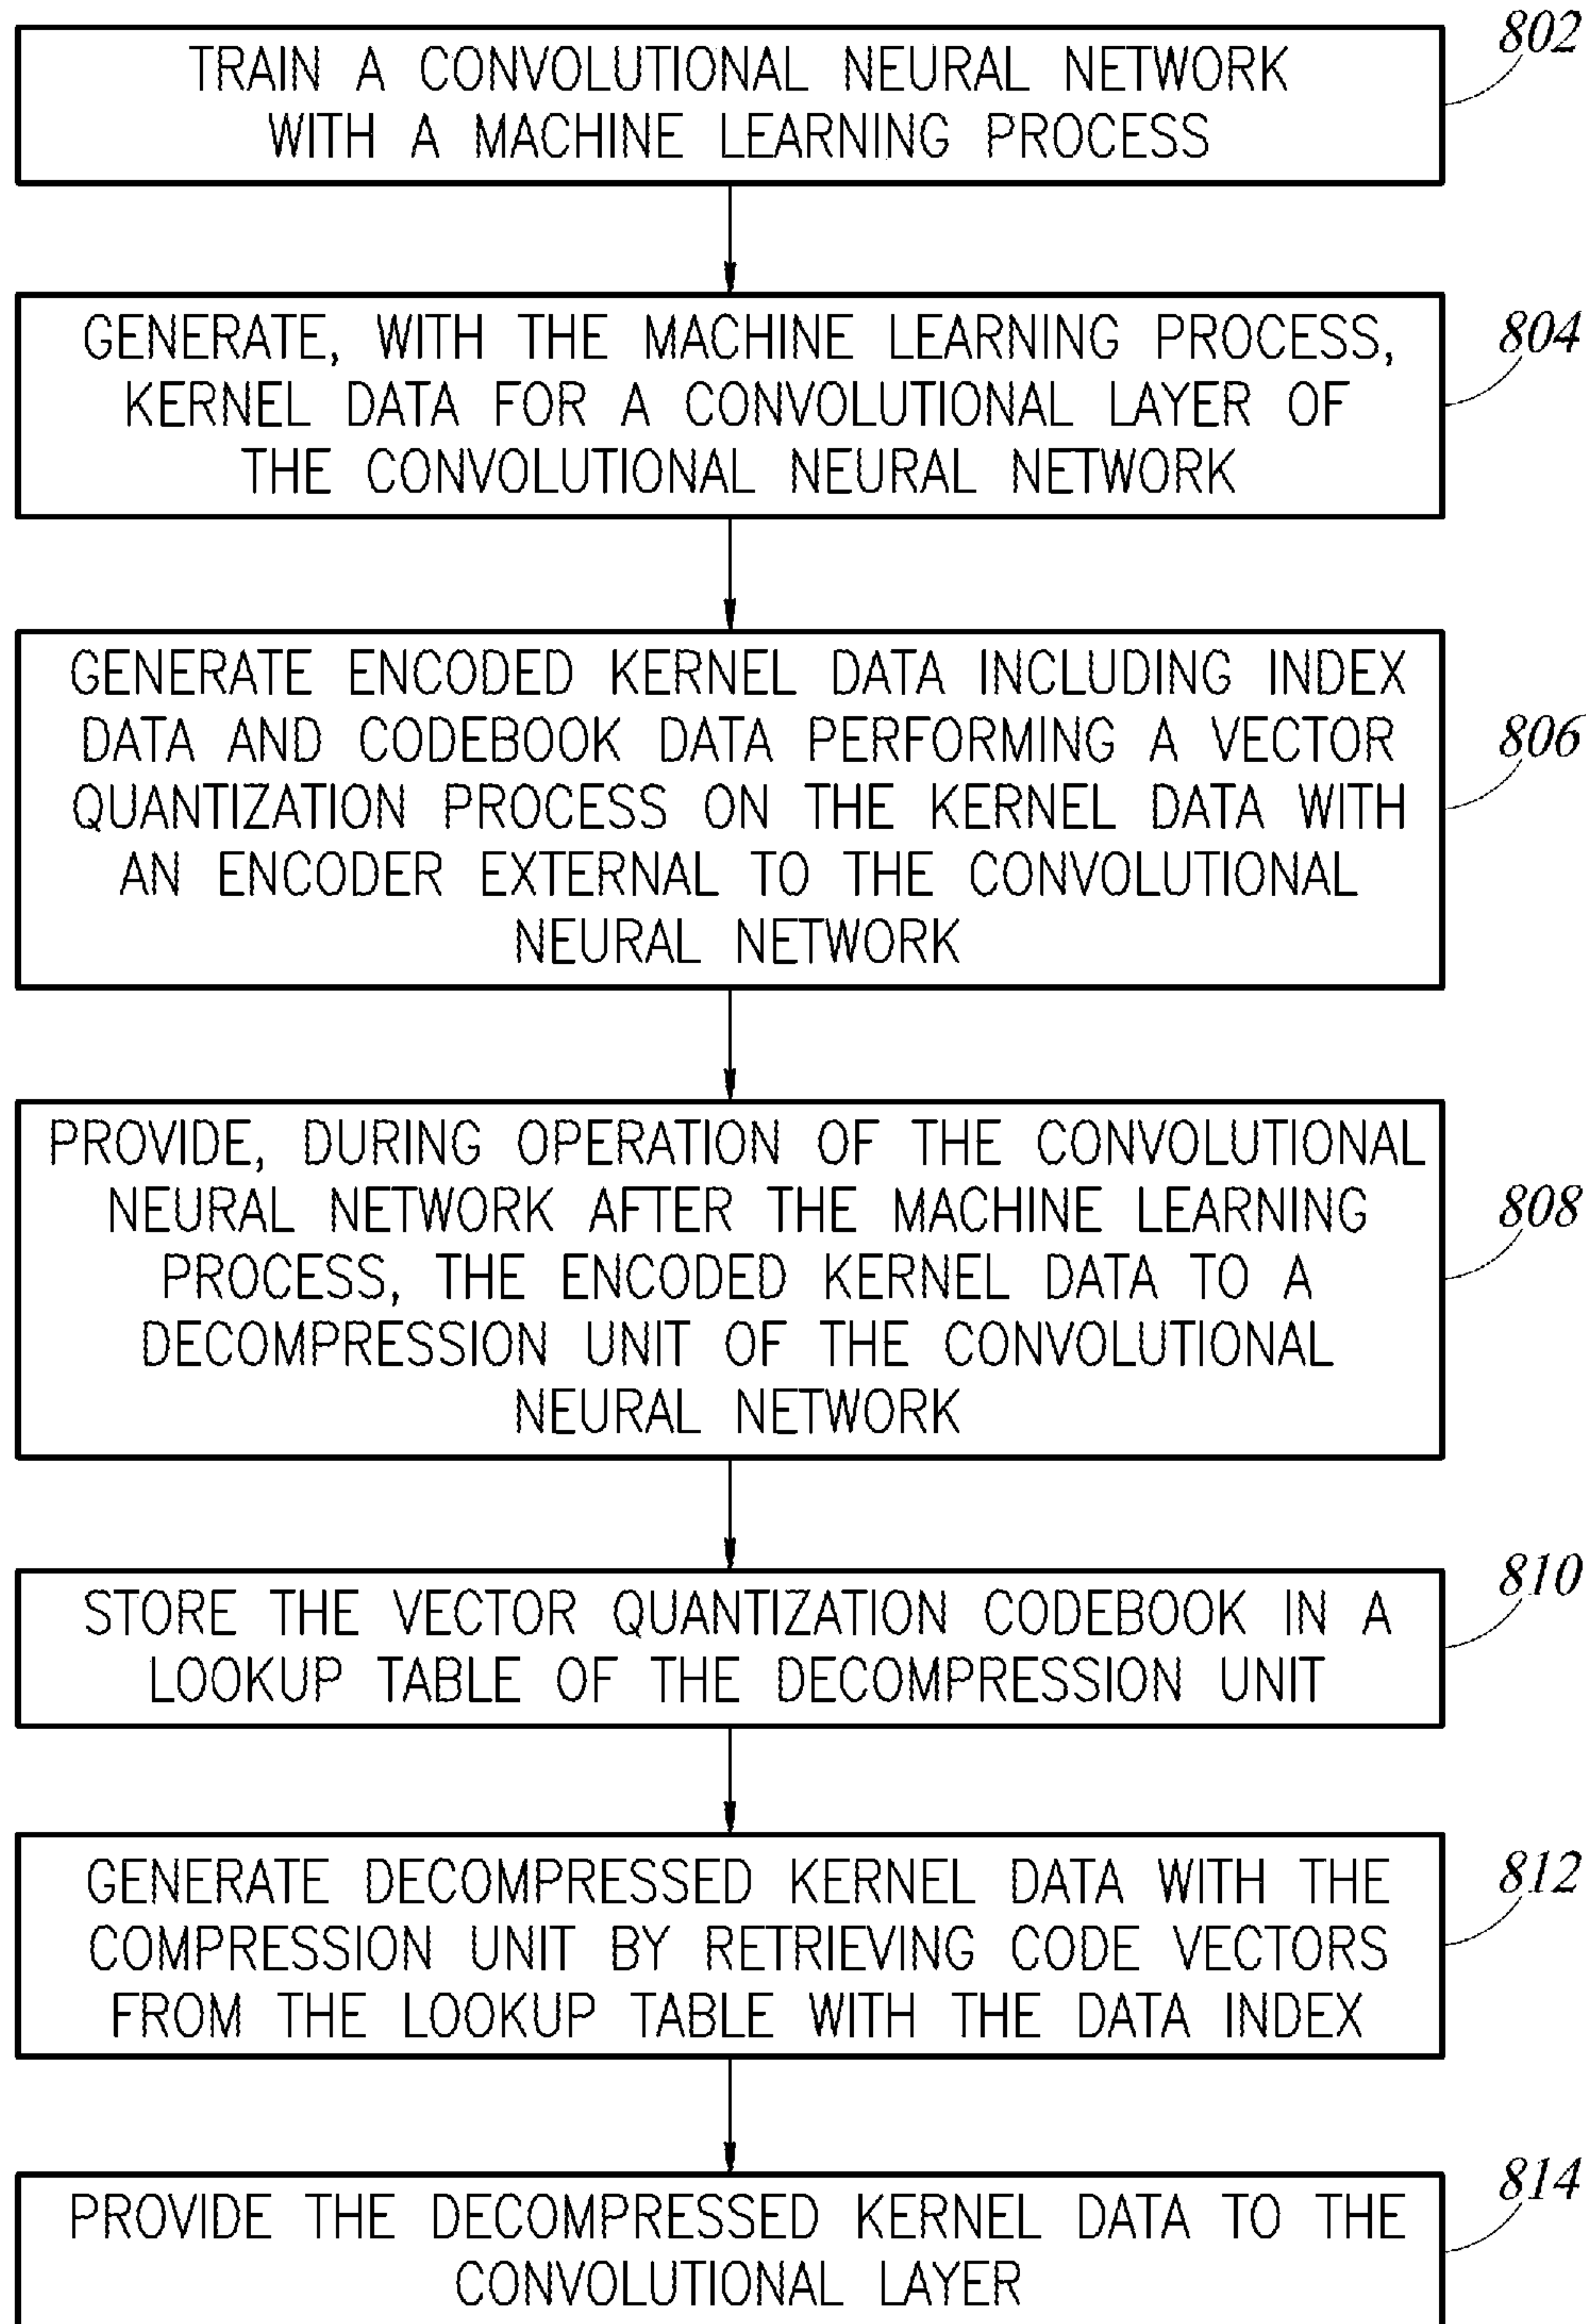 802
TRAIN A CONVOLUTIONAL NEURAL NETWORK
WITH A MACHINE LEARNING PROCESS
804
GENERATE, WITH THE MACHINE LEARNING PROCESS,
KERNEL DATA FOR A CONVOLUTIONAL LAYER OF
THE CONVOLUTIONAL NEURAL NETWORK
806
GENERATE ENCODED KERNEL DATA INCLUDING INDEX
DATA AND CODEBOOK DATA PERFORMING A VECTOR
QUANTIZATION PROCESS ON THE KERNEL DATA WITH
AN ENCODER EXTERNAL TO THE CONVOLUTIONAL
NEURAL NETWORK
808
PROVIDE, DURING OPERATION OF THE CONVOLUTIONAL
NEURAL NETWORK AFTER THE MACHINE LEARNING
PROCESS, THE ENCODED KERNEL DATA TO A
DECOMPRESSION UNIT OF THE CONVOLUTIONAL
NEURAL NETWORK
810
STORE THE VECTOR QUANTIZATION CODEBOOK IN A
LOOKUP TABLE OF THE DECOMPRESSION UNIT
812
GENERATE DECOMPRESSED KERNEL DATA WITH THE
COMPRESSION UNIT BY RETRIEVING CODE VECTORS
FROM THE LOOKUP TABLE WITH THE DATA INDEX
814
PROVIDE THE DECOMPRESSED KERNEL DATA TO THE
CONVOLUTIONAL LAYER